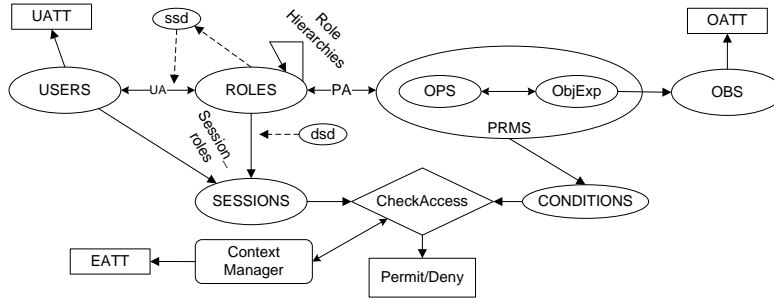 UATT
ssd
Role
Hierarchies
OATT
USERS
UA
ROLES
PA
OPS
ObjExp
OBS
PRMS
Session_
roles
dsd
SESSIONS
CheckAccess
CONDITIONS
EATT
Context
Manager
Permit/Deny